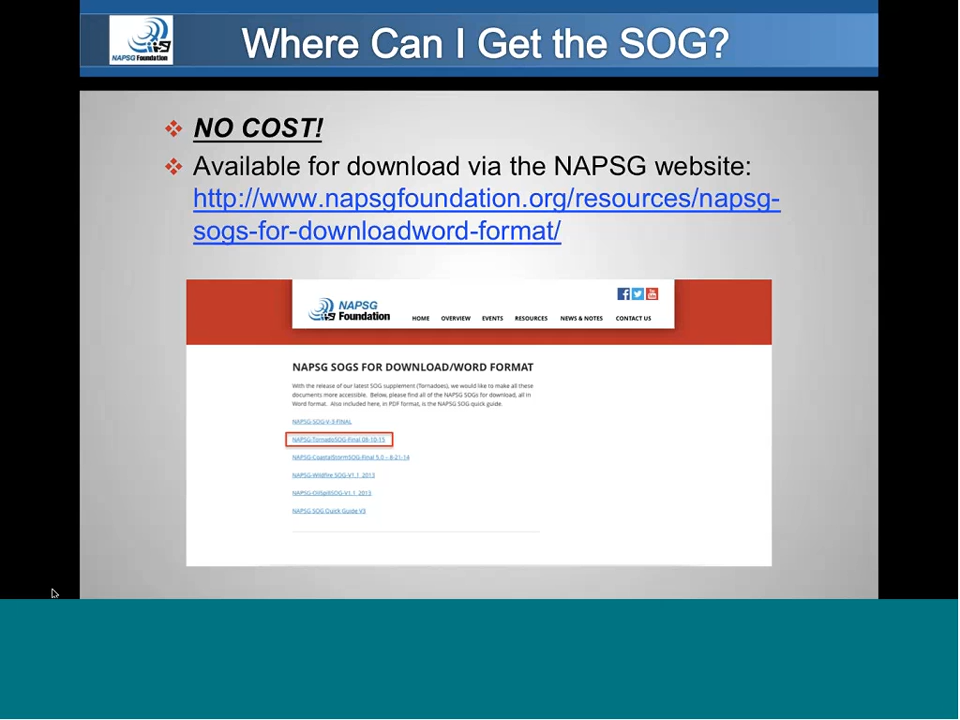 NAPSG Foundation
Where Can I Get the SOG?
NO COST!
Available for download via the NAPSG website:
http://www.napsgfoundation.org/resources/napsg-
sogs-for-downloadword-format/
NAPSG
Foundation
HOME OVERVIEW EVENTS RESOURCES NEWS & NOTES CONTACT US
NAPSG SOGS FOR DOWNLOAD/WORD FORMAT
With the release of our latest SOG supplement (Tornadoes), we would like to make all these
documents more accessible. Below, please find all of the NAPSG SOGs for download, all in
Word format. Also included here, in PDF format, is the NAPSG SOG quick guide.
NAPSG-SOG-V-3-FINAL
NAPSG-TornadoSOG-Final 08-10-15
NAPSG-CoastalStormSOG-Final 5.0 – 6-21-14
NAPSG-Wildfire SOG-V1.1_2013
NAPSG-OilSpillSOG-V1.1_2013
NAPSG SOG Quick Guide V3